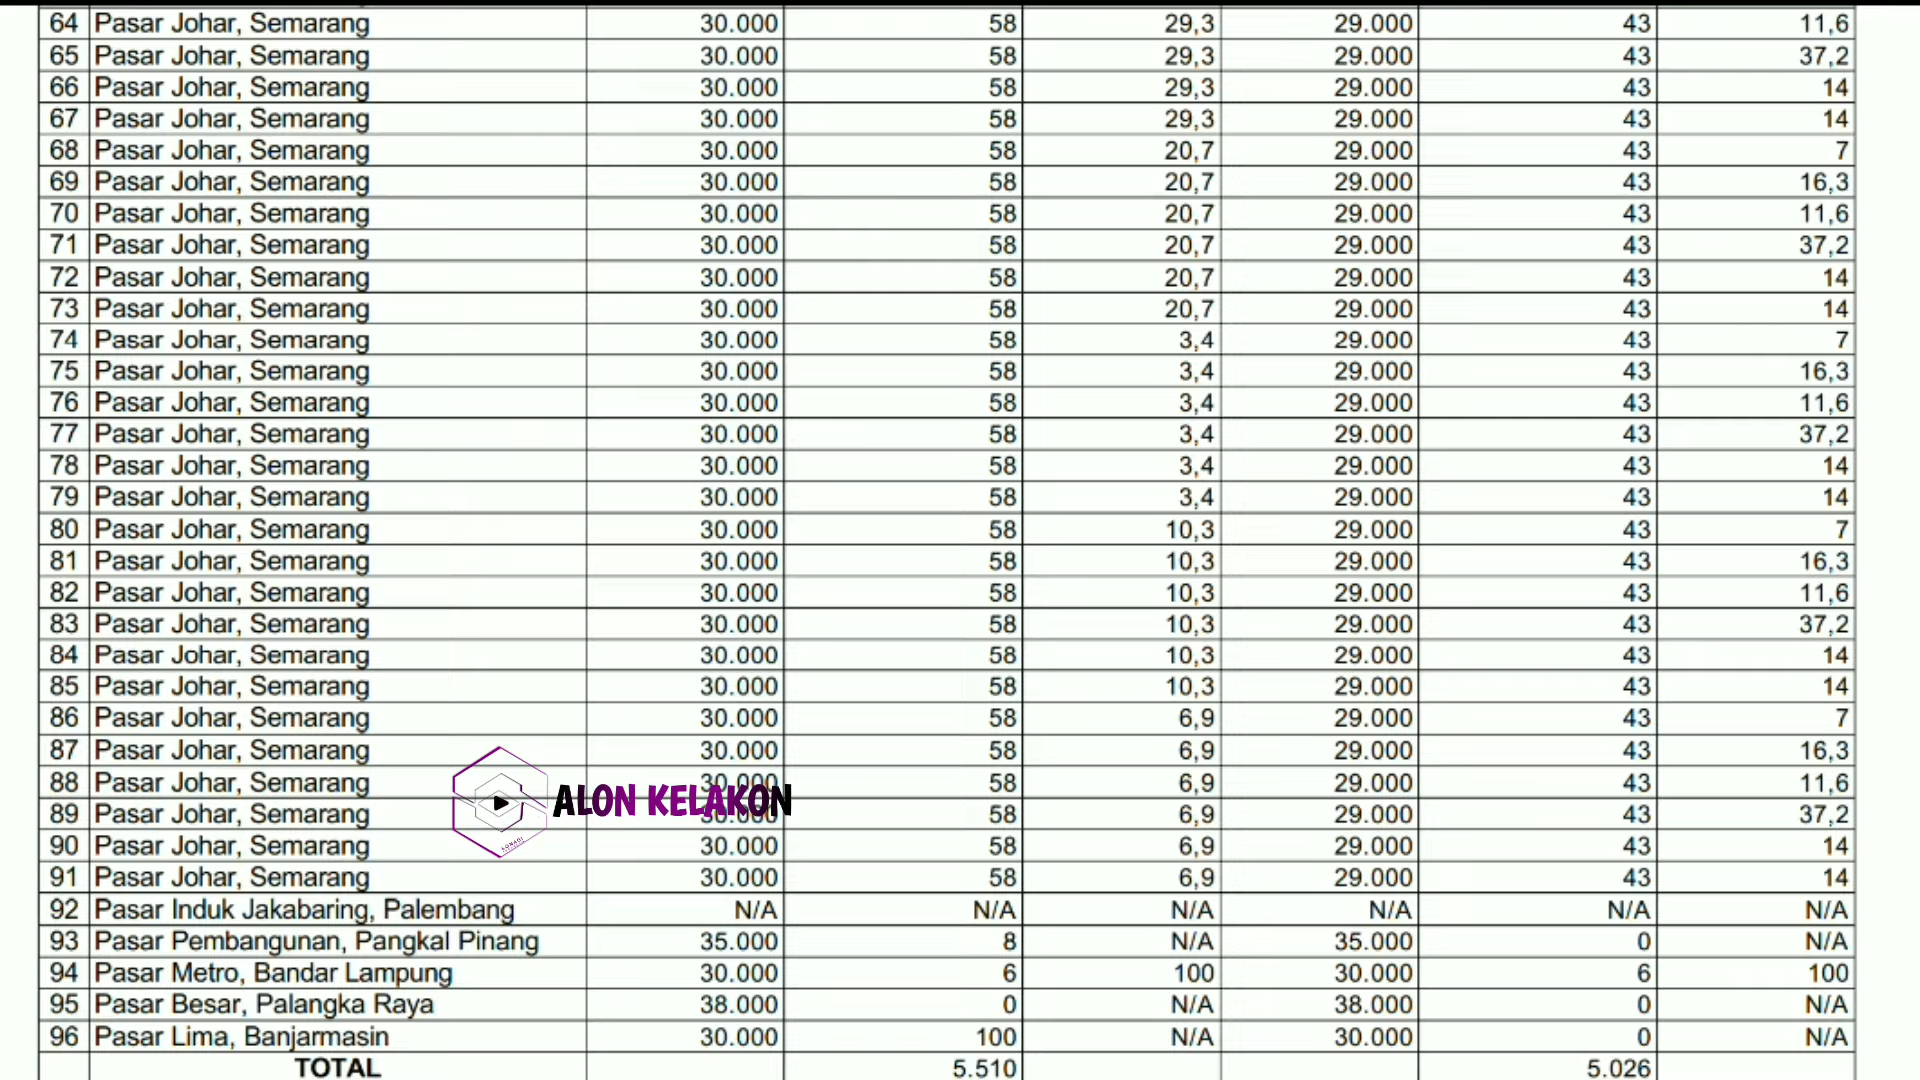 64 Pasar Johar, Semarang 30.000 58 29,3 29.000 43 11,6
65 Pasar Johar, Semarang 30.000 58 29,3 29.000 43 37,2
66 Pasar Johar, Semarang 30.000 58 29,3 29.000 43 14
67 Pasar Johar, Semarang 30.000 58 29,3 29.000 43 14
68 Pasar Johar, Semarang 30.000 58 20,7 29.000 43 7
69 Pasar Johar, Semarang 30.000 58 20,7 29.000 43 16,3
70 Pasar Johar, Semarang 30.000 58 20,7 29.000 43 11,6
71 Pasar Johar, Semarang 30.000 58 20,7 29.000 43 37,2
72 Pasar Johar, Semarang 30.000 58 20,7 29.000 43 14
73 Pasar Johar, Semarang 30.000 58 20,7 29.000 43 14
74 Pasar Johar, Semarang 30.000 58 3,4 29.000 43 7
75 Pasar Johar, Semarang 30.000 58 3,4 29.000 43 16,3
76 Pasar Johar, Semarang 30.000 58 3,4 29.000 43 11,6
77 Pasar Johar, Semarang 30.000 58 3,4 29.000 43 37,2
78 Pasar Johar, Semarang 30.000 58 3,4 29.000 43 14
79 Pasar Johar, Semarang 30.000 58 3,4 29.000 43 14
80 Pasar Johar, Semarang 30.000 58 10,3 29.000 43 7
81 Pasar Johar, Semarang 30.000 58 10,3 29.000 43 16,3
82 Pasar Johar, Semarang 30.000 58 10,3 29.000 43 11,6
83 Pasar Johar, Semarang 30.000 58 10,3 29.000 43 37,2
84 Pasar Johar, Semarang 30.000 58 10,3 29.000 43 14
85 Pasar Johar, Semarang 30.000 58 10,3 29.000 43 14
86 Pasar Johar, Semarang 30.000 58 6,9 29.000 43 7
87 Pasar Johar, Semarang 30.000 58 6,9 29.000 43 16,3
88 Pasar Johar, Semarang 30.000 58 6,9 29.000 43 11,6
ALON KELAKON
89 Pasar Johar, Semarang 30.000 58 6,9 29.000 43 37,2
90 Pasar Johar, Semarang 30.000 58 6,9 29.000 43 14
91 Pasar Johar, Semarang 30.000 58 6,9 29.000 43 14
92 Pasar Induk Jakabaring, Palembang N/A N/A N/A N/A N/A N/A
93 Pasar Pembangunan, Pangkal Pinang 35.000 8 N/A 35.000 0 N/A
94 Pasar Metro, Bandar Lampung 30.000 6 100 30.000 6 100
95 Pasar Besar, Palangka Raya 38.000 0 N/A 38.000 0 N/A
96 Pasar Lima, Banjarmasin 30.000 100 N/A 30.000 0 N/A
TOTAL 5.510 5.026